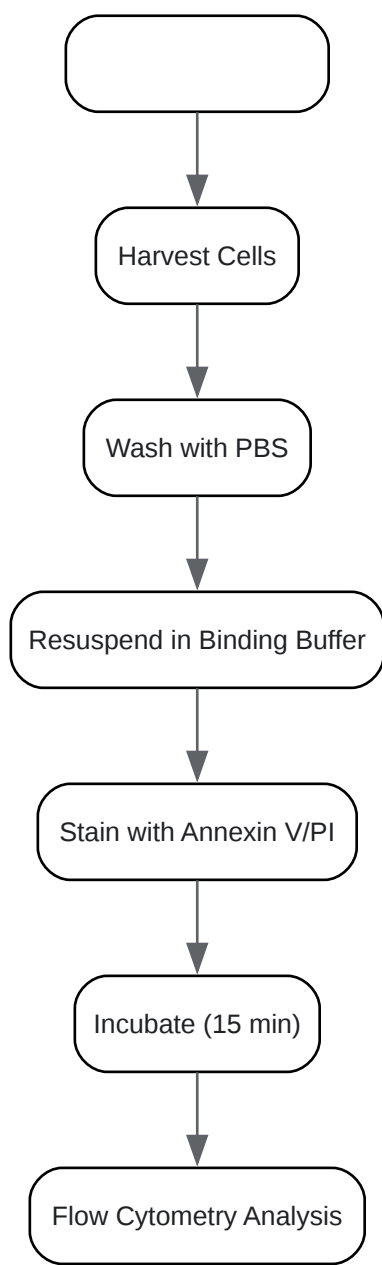 Harvest Cells
Wash with PBS
Resuspend in Binding Buffer
Stain with Annexin V/PI
Incubate (15 min)
Flow Cytometry Analysis